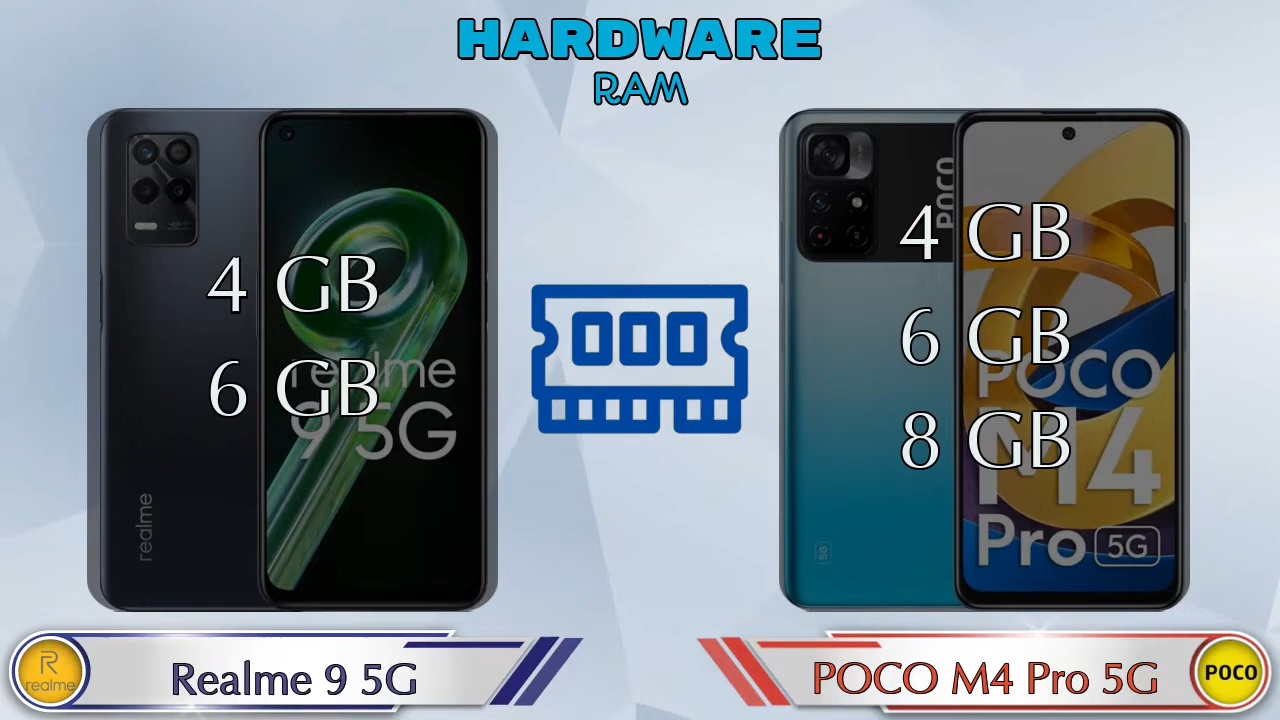 HARDWARE
RAM
4 GB
6 GB
realme
9 5G
realme
POCO
4 GB
6 GB
8 GB
POCO
M4
Pro 5G
5G
R
realme
Realme 9 5G
POCO M4 Pro 5G
POCO